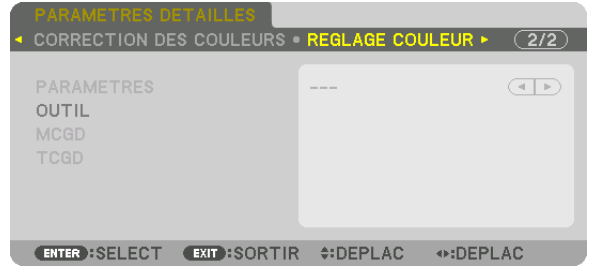 PARAMETRES DETAILLES
◄ CORRECTION DES COULEURS • REGLAGE COULEUR ► 2/2
PARAMETRES --- ◄ ►
OUTIL
MCGD
TCGD
ENTER :SELECT EXIT :SORTIR ⬍:DEPLAC ⬌:DEPLAC